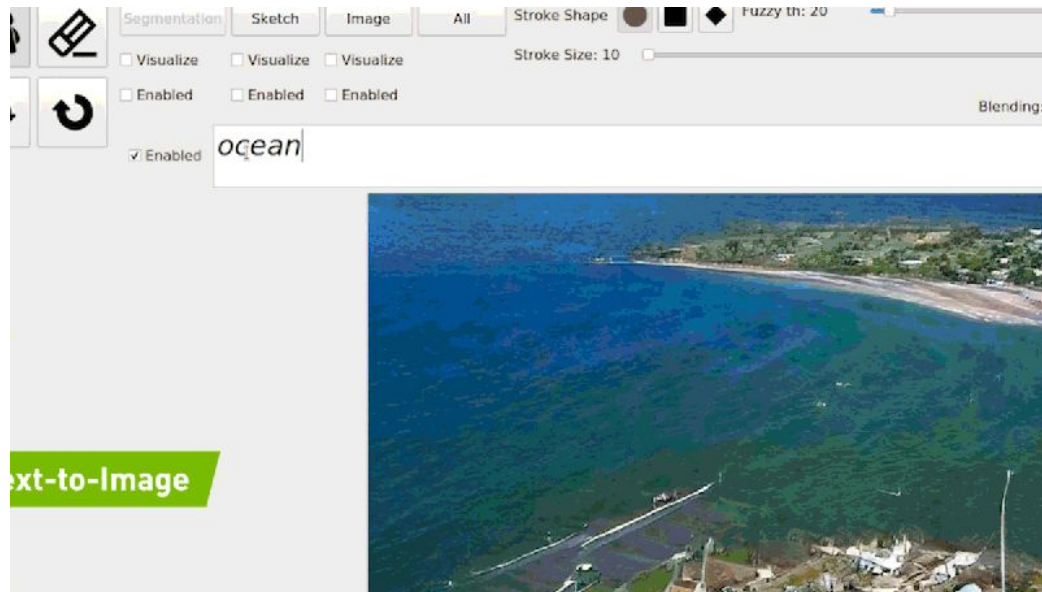 Segmentation Sketch Image All Stroke Shape Fuzzy th: 20
Visualize Visualize Visualize Stroke Size: 10
Enabled Enabled Enabled
Blending:
Enabled ocean
ext-to-Image